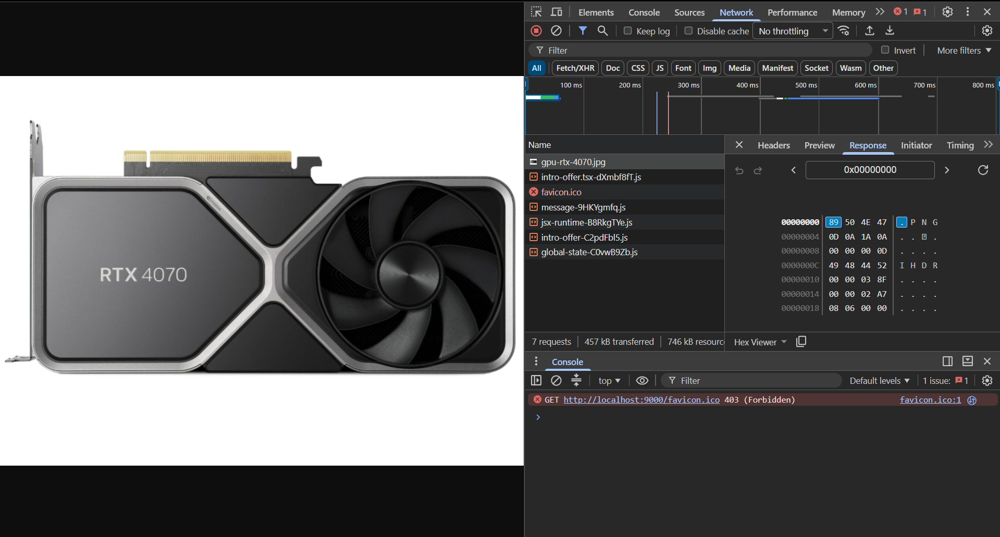 RTX 4070
Elements Console Sources Network Performance Memory 1 1
Keep log Disable cache No throttling
Filter Invert More filters
All Fetch/XHR Doc CSS JS Font Img Media Manifest Socket Wasm Other
100 ms 200 ms 300 ms 400 ms 500 ms 600 ms 700 ms 800 ms
Name
gpu-rtx-4070.jpg
intro-offer.tsx-dXmbf8fT.js
favicon.ico
message-9HKYgmfq.js
jsx-runtime-B8RkgTYe.js
intro-offer-C2pdFbl5.js
global-state-C0vwB9Zb.js
7 requests 457 kB transferred 746 kB resourc
Headers Preview Response Initiator Timing
0x00000000
00000000 89 50 4E 47 . P N G
00000004 0D 0A 1A 0A . . .
00000008 00 00 00 0D . . . .
0000000C 49 48 44 52 I H D R
00000010 00 00 03 8F . . . .
00000014 00 00 02 A7 . . . .
00000018 08 06 00 00 . . . .
Hex Viewer
Console
top Filter Default levels 1 issue: 1
GET http://localhost:9000/favicon.ico 403 (Forbidden) favicon.ico:1